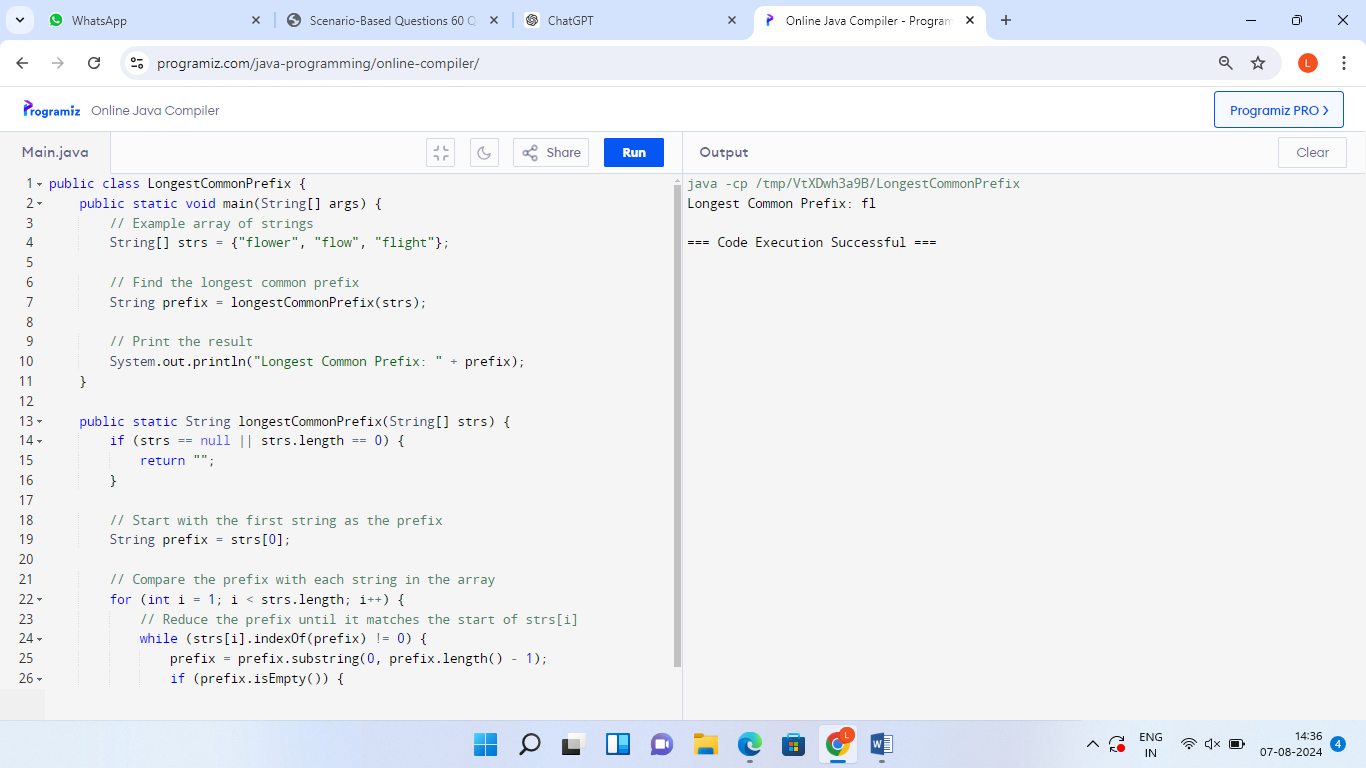 WhatsApp
Scenario-Based Questions 60 Q
ChatGPT
Online Java Compiler - Program
programiz.com/java-programming/online-compiler/
L
Programiz
Online Java Compiler
Programiz PRO >
Main.java
Share
Run
Output
Clear
1 public class LongestCommonPrefix {
2     public static void main(String[] args) {
3         // Example array of strings
4         String[] strs = {"flower", "flow", "flight"};
5
6         // Find the longest common prefix
7         String prefix = longestCommonPrefix(strs);
8
9         // Print the result
10         System.out.println("Longest Common Prefix: " + prefix);
11     }
12
13     public static String longestCommonPrefix(String[] strs) {
14         if (strs == null || strs.length == 0) {
15             return "";
16         }
17
18         // Start with the first string as the prefix
19         String prefix = strs[0];
20
21         // Compare the prefix with each string in the array
22         for (int i = 1; i < strs.length; i++) {
23             // Reduce the prefix until it matches the start of strs[i]
24             while (strs[i].indexOf(prefix) != 0) {
25                 prefix = prefix.substring(0, prefix.length() - 1);
26                 if (prefix.isEmpty()) {
java -cp /tmp/VtXDwh3a9B/LongestCommonPrefix
Longest Common Prefix: fl
=== Code Execution Successful ===
L
W
ENG
IN
14:36
07-08-2024
4